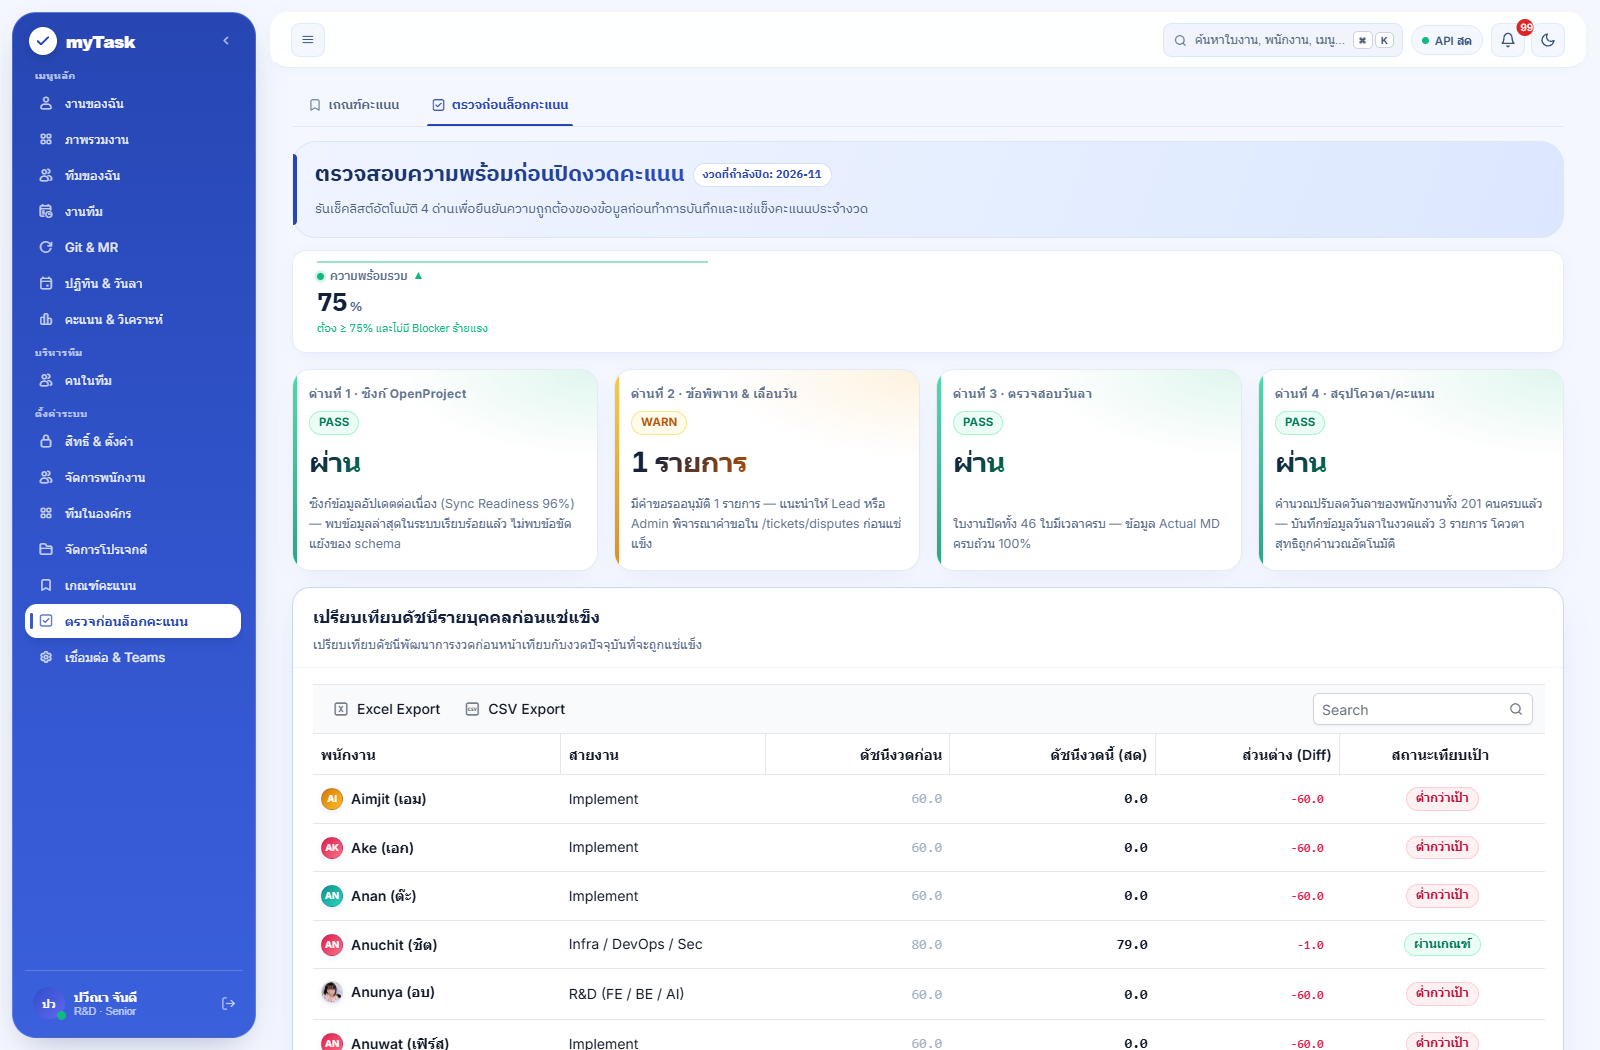 myTask
เมนูหลัก
งานของฉัน
ภาพรวมงาน
ทีมของฉัน
งานทีม
Git & MR
ปฏิทิน & วันลา
คะแนน & วิเคราะห์
บริหารทีม
คนในทีม
ตั้งค่าระบบ
สิทธิ์ & ตั้งค่า
จัดการพนักงาน
ทีมในองค์กร
จัดการโปรเจกต์
เกณฑ์คะแนน
ตรวจก่อนล็อกคะแนน
เชื่อมต่อ & Teams
ปว
ปวีณา จันดี
R&D · Senior
ค้นหาใบงาน, พนักงาน, เมนู...
⌘ K
API สด
99
เกณฑ์คะแนน
ตรวจก่อนล็อกคะแนน
ตรวจสอบความพร้อมก่อนปิดงวดคะแนน
งวดที่กำลังปิด: 2026-11
รันเช็คลิสต์อัตโนมัติ 4 ด่านเพื่อยืนยันความถูกต้องของข้อมูลก่อนทำการบันทึกและแช่แข็งคะแนนประจำงวด
ความพร้อมรวม ▲
75 %
ต้อง ≥ 75% และไม่มี Blocker ร้ายแรง
ด่านที่ 1 · ซิงก์ OpenProject
PASS
ผ่าน
ซิงก์ข้อมูลอัปเดตต่อเนื่อง (Sync Readiness 96%)
— พบข้อมูลล่าสุดในระบบเรียบร้อยแล้ว ไม่พบข้อขัด
แย้งของ schema
ด่านที่ 2 · ข้อพิพาท & เลื่อนวัน
WARN
1 รายการ
มีคำขอรออนุมัติ 1 รายการ — แนะนำให้ Lead หรือ
Admin พิจารณาคำขอใน /tickets/disputes ก่อนแช่
แข็ง
ด่านที่ 3 · ตรวจสอบวันลา
PASS
ผ่าน
ใบงานปิดทั้ง 46 ใบมีเวลาครบ — ข้อมูล Actual MD
ครบถ้วน 100%
ด่านที่ 4 · สรุปโควตา/คะแนน
PASS
ผ่าน
คำนวณปรับลดวันลาของพนักงานทั้ง 201 คนครบแล้ว
— บันทึกข้อมูลวันลาในงวดแล้ว 3 รายการ โควตา
สุทธิถูกคำนวณอัตโนมัติ
เปรียบเทียบดัชนีรายบุคคลก่อนแช่แข็ง
เปรียบเทียบดัชนีพัฒนาการงวดก่อนหน้าเทียบกับงวดปัจจุบันที่จะถูกแช่แข็ง
Excel Export
CSV Export
Search
พนักงาน สายงาน ดัชนีงวดก่อน ดัชนีงวดนี้ (สด) ส่วนต่าง (Diff) สถานะเทียบเป้า
AI Aimjit (เอม) Implement 60.0 0.0 -60.0 ต่ำกว่าเป้า
AK Ake (เอก) Implement 60.0 0.0 -60.0 ต่ำกว่าเป้า
AN Anan (ต๊ะ) Implement 60.0 0.0 -60.0 ต่ำกว่าเป้า
AN Anuchit (ชิต) Infra / DevOps / Sec 80.0 79.0 -1.0 ผ่านเกณฑ์
Anunya (อบ) R&D (FE / BE / AI) 60.0 0.0 -60.0 ต่ำกว่าเป้า
AN Anuwat (เฟิร์ส) Implement 60.0 0.0 -60.0 ต่ำกว่าเป้า